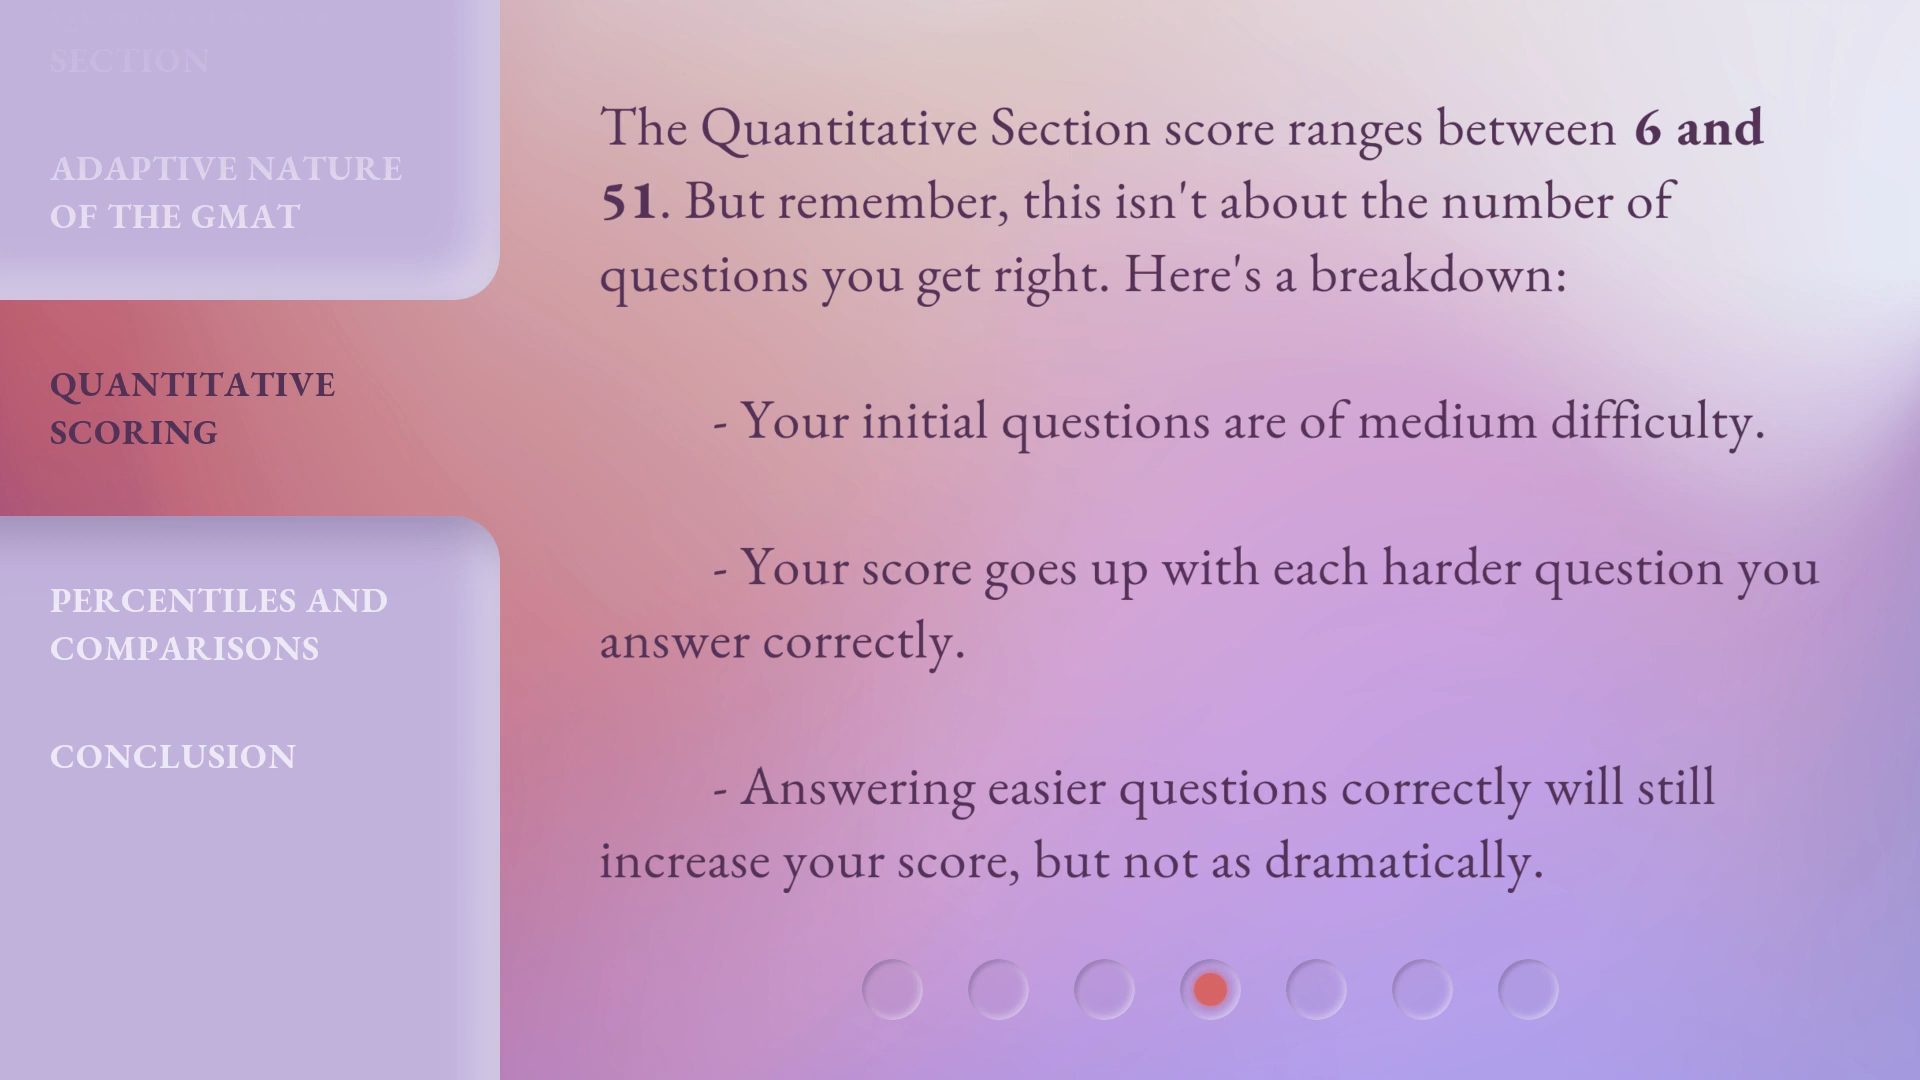 SECTION
ADAPTIVE NATURE
OF THE GMAT
QUANTITATIVE
SCORING
PERCENTILES AND
COMPARISONS
CONCLUSION
The Quantitative Section score ranges between 6 and
51. But remember, this isn't about the number of
questions you get right. Here's a breakdown:
- Your initial questions are of medium difficulty.
- Your score goes up with each harder question you
answer correctly.
- Answering easier questions correctly will still
increase your score, but not as dramatically.